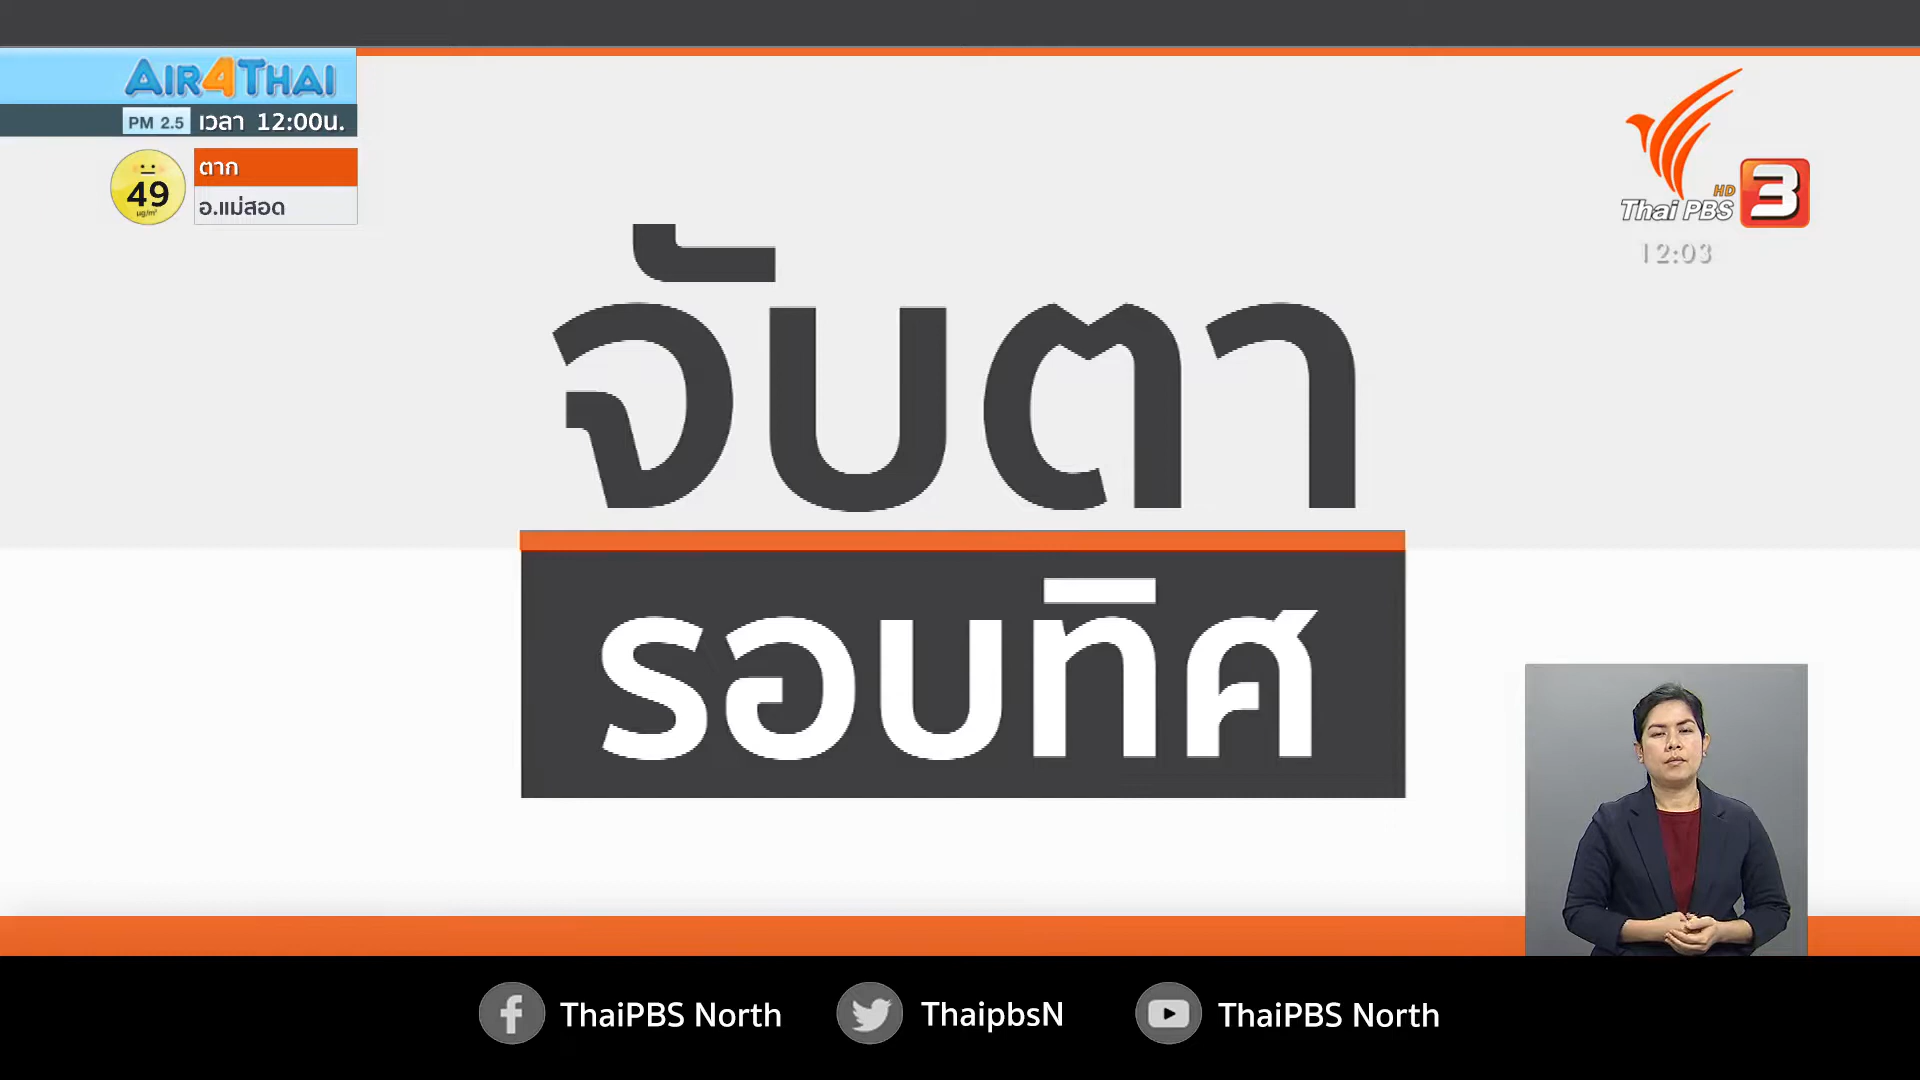 AIR4THAI
PM 2.5 เวลา 12:00น.
49
µg/m³
ตาก
อ.แม่สอด
HD
Thai PBS 3
12:03
จับตา
รอบทิศ
ThaiPBS North
ThaipbsN
ThaiPBS North